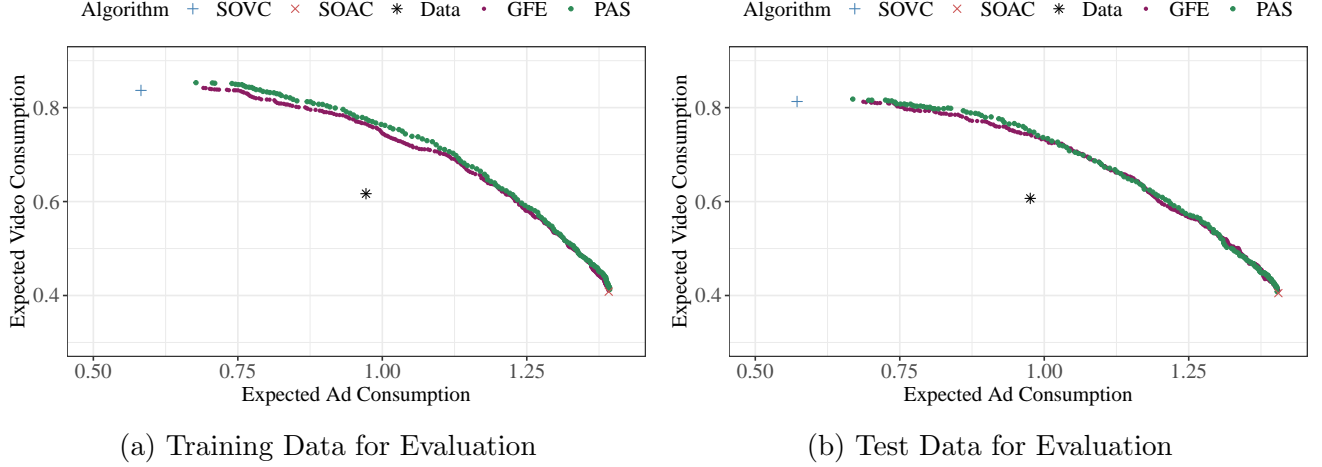 Algorithm SOVC SOAC Data GFE PAS
Expected Video Consumption
0.8
0.6
0.4
0.50 0.75 1.00 1.25
Expected Ad Consumption
(a) Training Data for Evaluation
Algorithm SOVC SOAC Data GFE PAS
Expected Video Consumption
0.8
0.6
0.4
0.50 0.75 1.00 1.25
Expected Ad Consumption
(b) Test Data for Evaluation